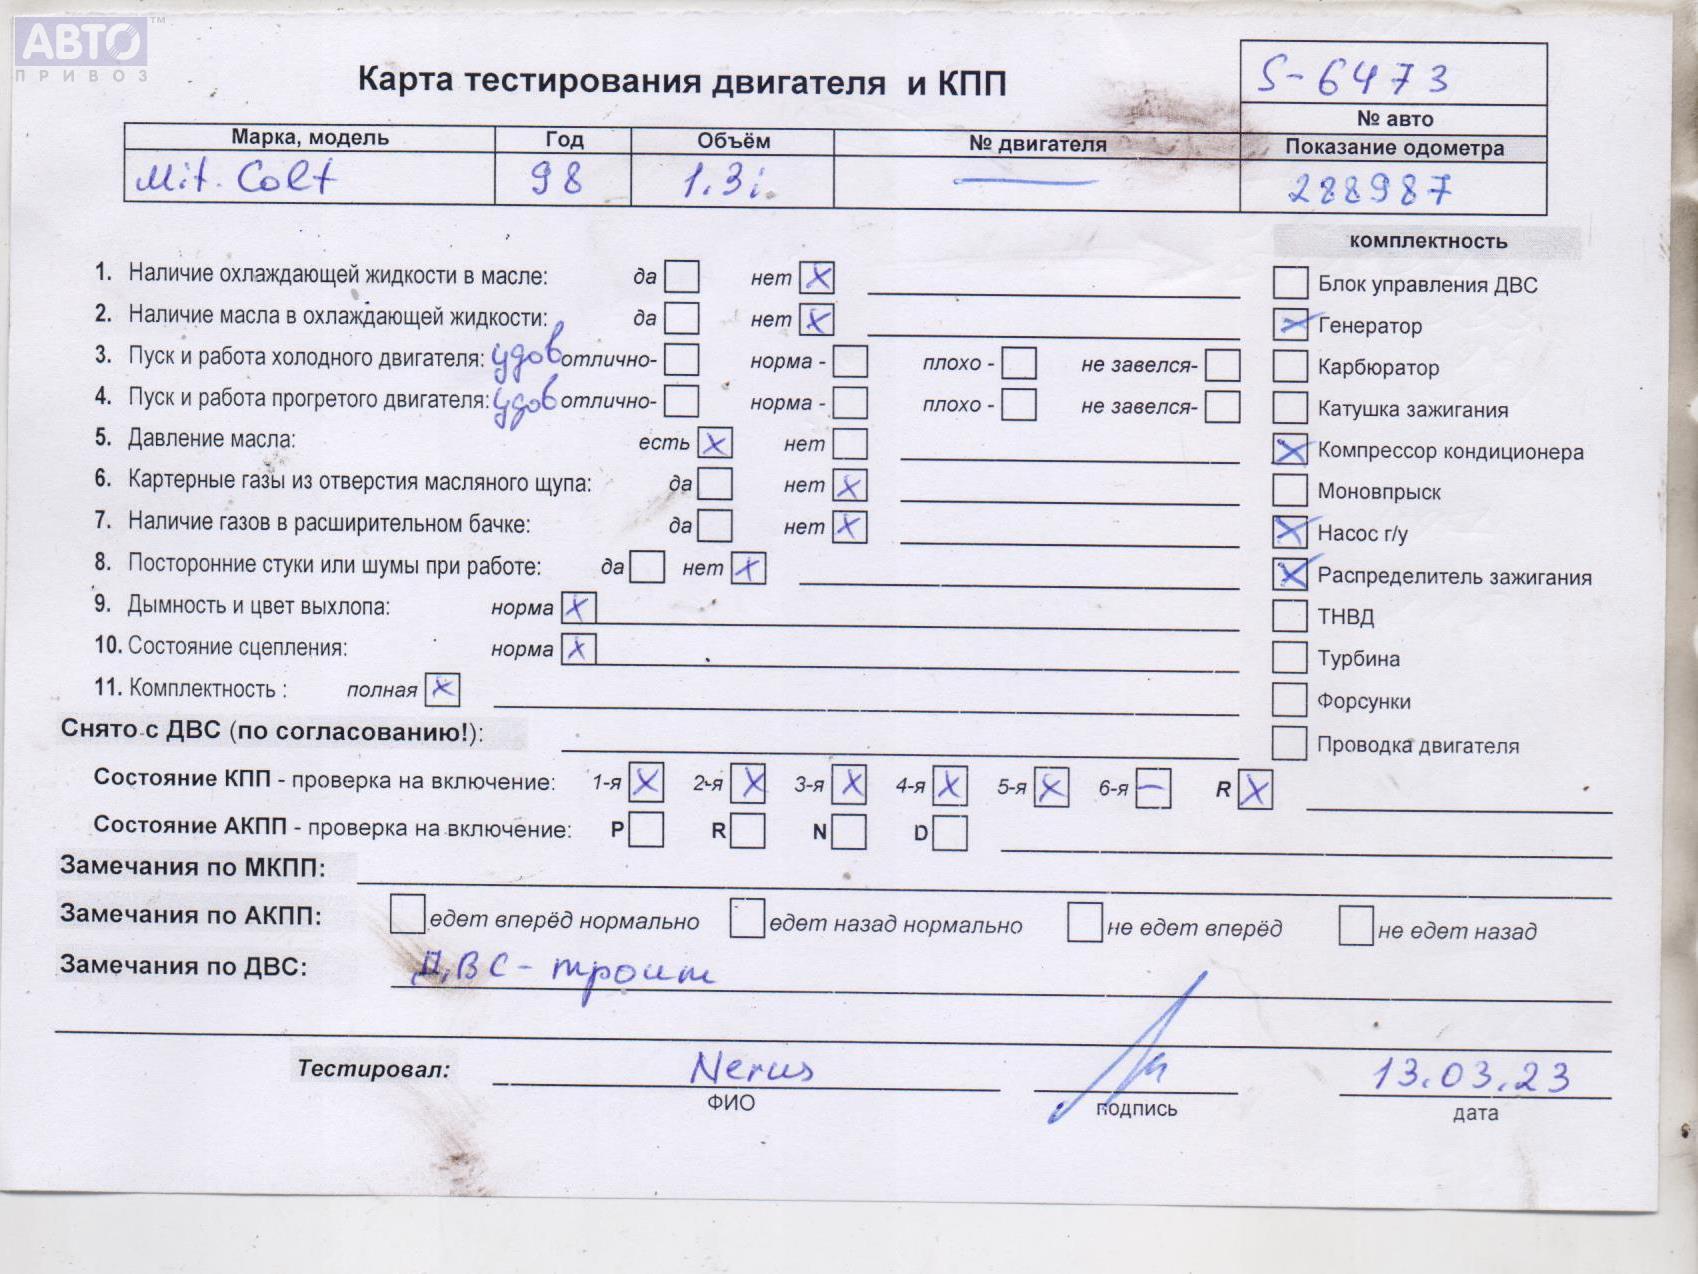 АВТО™
ПРИВОЗ
Карта тестирования двигателя и КПП
S-6473
№ авто
Марка, модель Год Объём № двигателя Показание одометра
Mit. Colt 98 1.3i. — 288987
комплектность
1. Наличие охлаждающей жидкости в масле: да нет X
Блок управления ДВС
2. Наличие масла в охлаждающей жидкости: да нет X
X Генератор
3. Пуск и работа холодного двигателя: удов отлично- норма - плохо - не завелся-
Карбюратор
4. Пуск и работа прогретого двигателя: удов отлично- норма - плохо - не завелся-
Катушка зажигания
5. Давление масла: есть X нет
X Компрессор кондиционера
6. Картерные газы из отверстия масляного щупа: да нет X
Моновпрыск
7. Наличие газов в расширительном бачке: да нет X
X Насос г/у
8. Посторонние стуки или шумы при работе: да нет X
X Распределитель зажигания
9. Дымность и цвет выхлопа: норма X
ТНВД
10. Состояние сцепления: норма X
Турбина
11. Комплектность : полная X
Форсунки
Снято с ДВС (по согласованию!):
Проводка двигателя
Состояние КПП - проверка на включение: 1-я X 2-я X 3-я X 4-я X 5-я X 6-я — R X
Состояние АКПП - проверка на включение: P R N D
Замечания по МКПП:
Замечания по АКПП: едет вперёд нормально едет назад нормально не едет вперёд не едет назад
Замечания по ДВС: ДВС - троит
Тестировал: Nerus 13.03.23
ФИО подпись дата